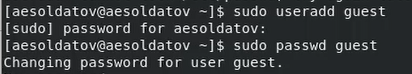 [aesoldatov@aesoldatov ~]$ sudo useradd guest
[sudo] password for aesoldatov:
[aesoldatov@aesoldatov ~]$ sudo passwd guest
Changing password for user guest.